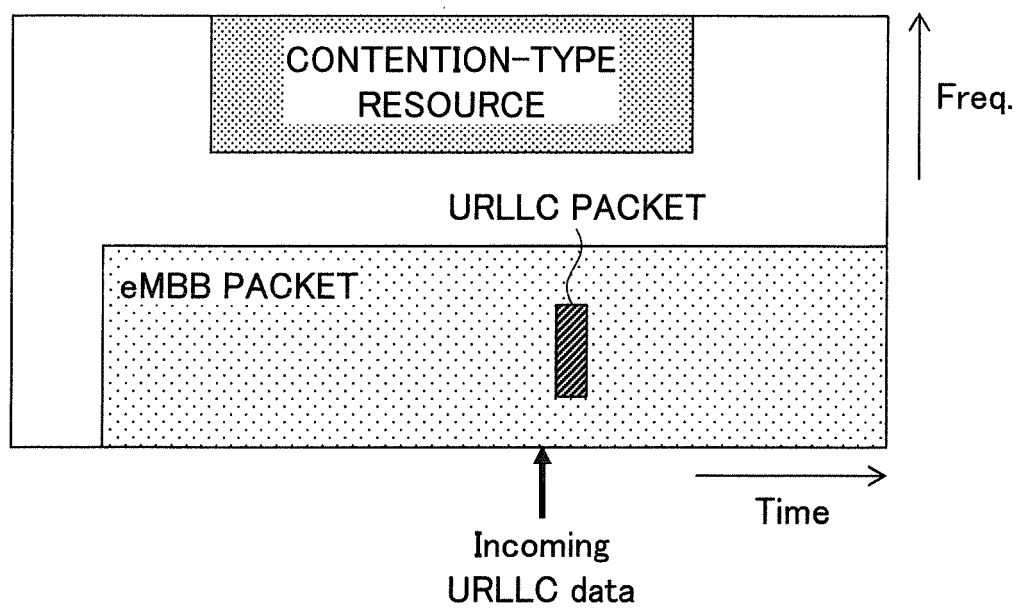 CONTENTION-TYPE
RESOURCE
Freq.
URLLC PACKET
eMBB PACKET
Time
Incoming
URLLC data